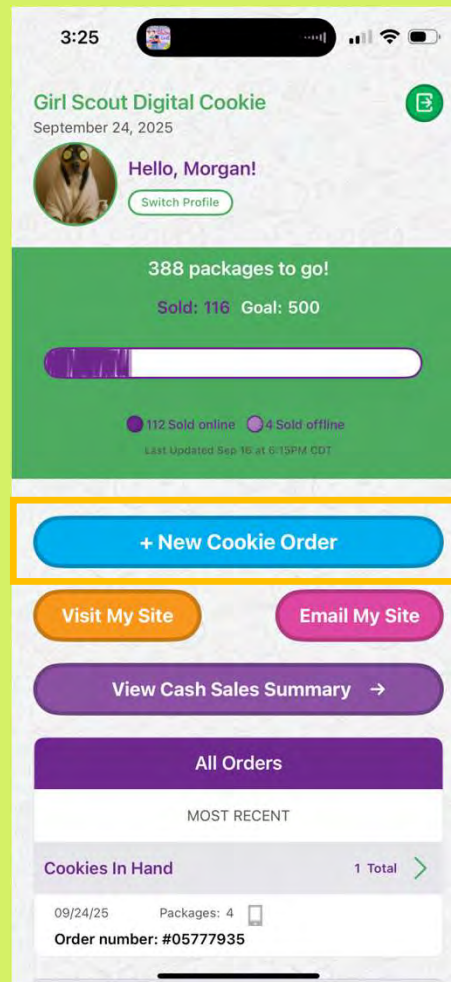 3:25
Girl Scout Digital Cookie
September 24, 2025
Hello, Morgan!
Switch Profile
388 packages to go!
Sold: 116 Goal: 500
112 Sold online 4 Sold offline
Last Updated Sep 16 at 6:15PM CDT
+ New Cookie Order
Visit My Site Email My Site
View Cash Sales Summary →
All Orders
MOST RECENT
Cookies In Hand 1 Total
09/24/25 Packages: 4
Order number: #05777935